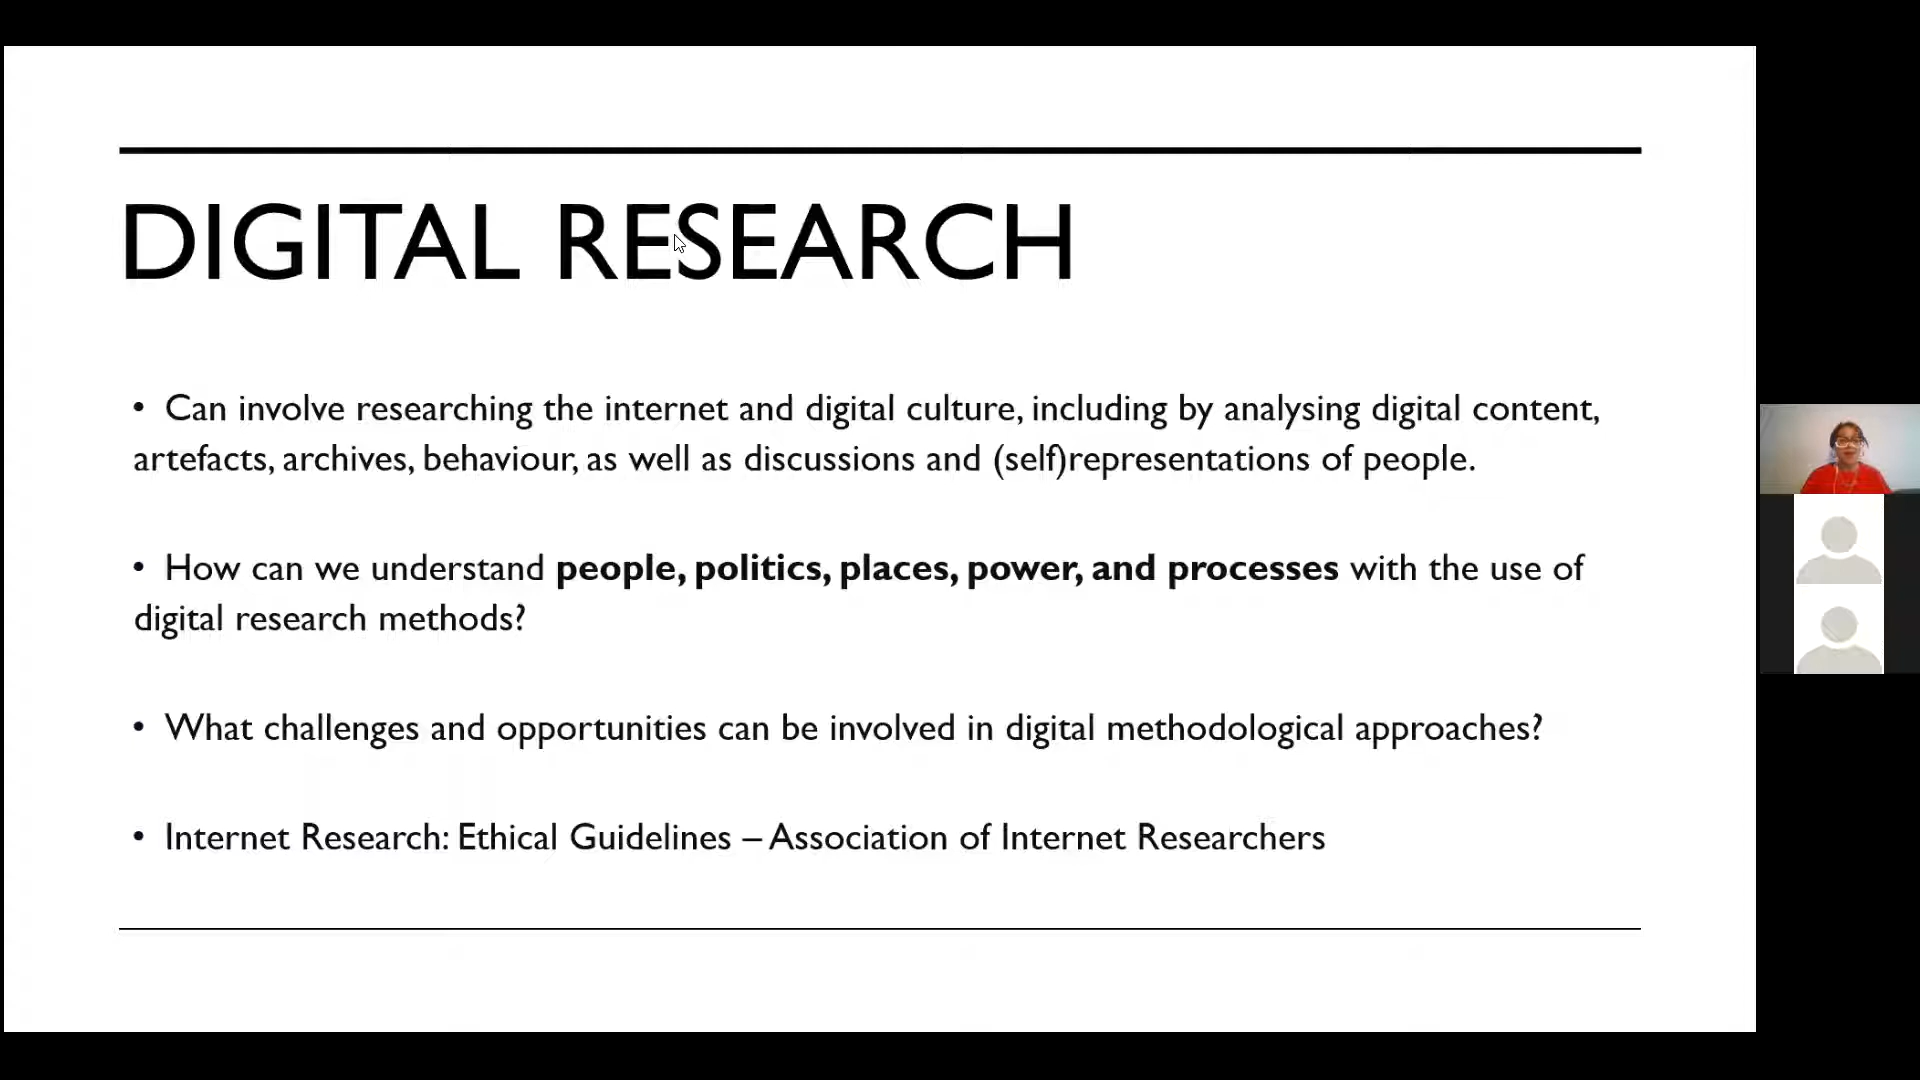 DIGITAL RESEARCH
• Can involve researching the internet and digital culture, including by analysing digital content,
artefacts, archives, behaviour, as well as discussions and (self)representations of people.
• How can we understand people, politics, places, power, and processes with the use of
digital research methods?
• What challenges and opportunities can be involved in digital methodological approaches?
• Internet Research: Ethical Guidelines – Association of Internet Researchers